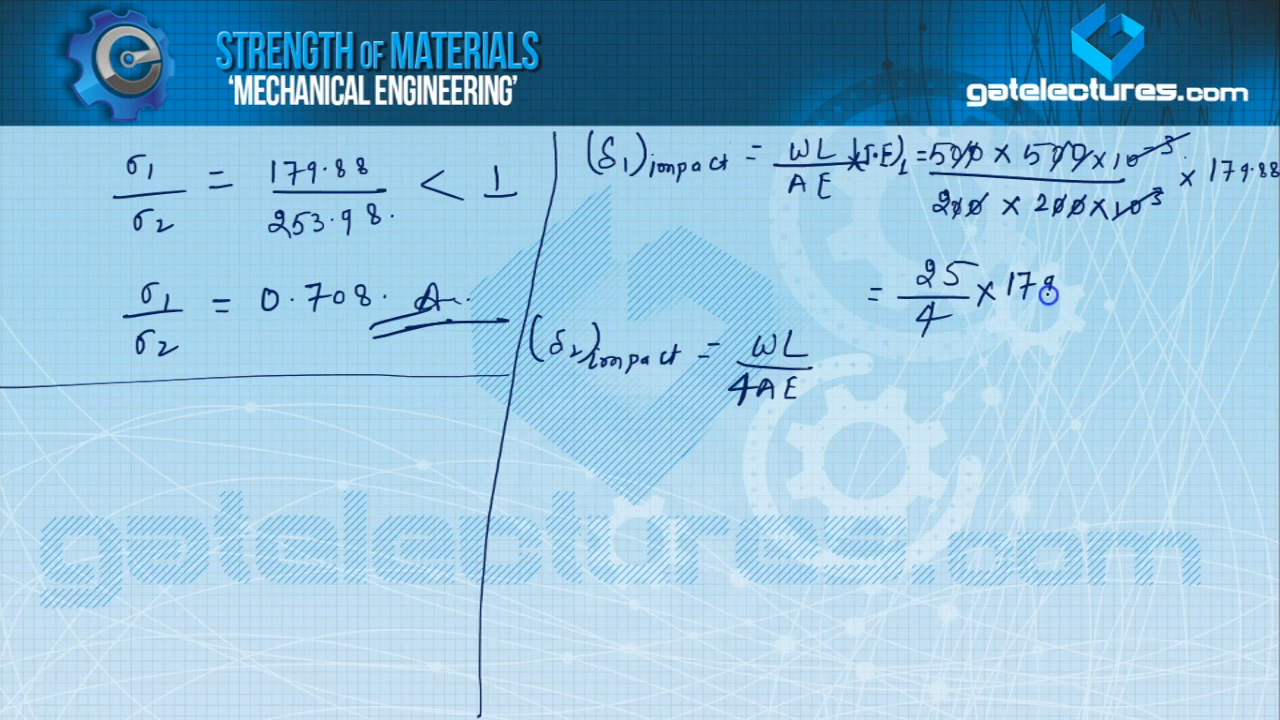 STRENGTH OF MATERIALS
'MECHANICAL ENGINEERING'
gatelectures.com
σ1/σ2 = 179.88/253.98. < 1
σ1/σ2 = 0.708. A
(δ1)impact = WL/AE × (I.F)1 = 500 × 500 × 10^-3 / 200 × 200 × 10^3 × 179.88
= 25/4 × 179
(δ2)impact = WL/4AE
gatelectures.com